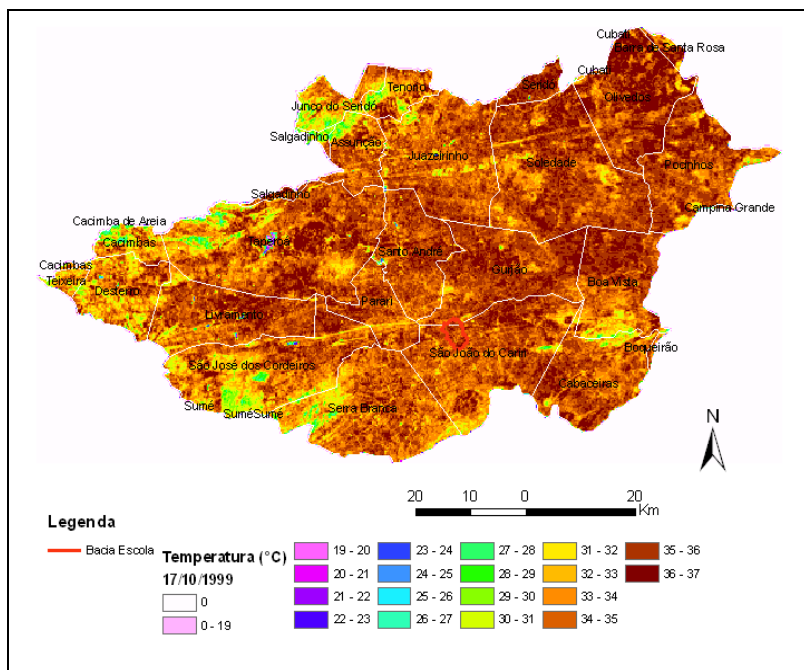 Cubati
Barra de Santa Rosa
Cubati
Tenorio
Seridó
Olivedos
Junco do Seridó
Salgadinho
Assunção
Juazeirinho
Soledade
Pocinhos
Salgadinho
Campina Grande
Cacimba de Areia
Cacimbas
Taperoa
Santo André
Gurjão
Cacimbas
Teixeira
Desterro
Boa Vista
Livramento
Parari
São João do Cariri
Boqueirão
São José dos Cordeiros
Cabaceiras
Sumé
SuméSumé
Serra Branca
N
20 10 0 20
Km
Legenda
Bacia Escola
Temperatura (°C)
17/10/1999
0
0 - 19
19 - 20
20 - 21
21 - 22
22 - 23
23 - 24
24 - 25
25 - 26
26 - 27
27 - 28
28 - 29
29 - 30
30 - 31
31 - 32
32 - 33
33 - 34
34 - 35
35 - 36
36 - 37